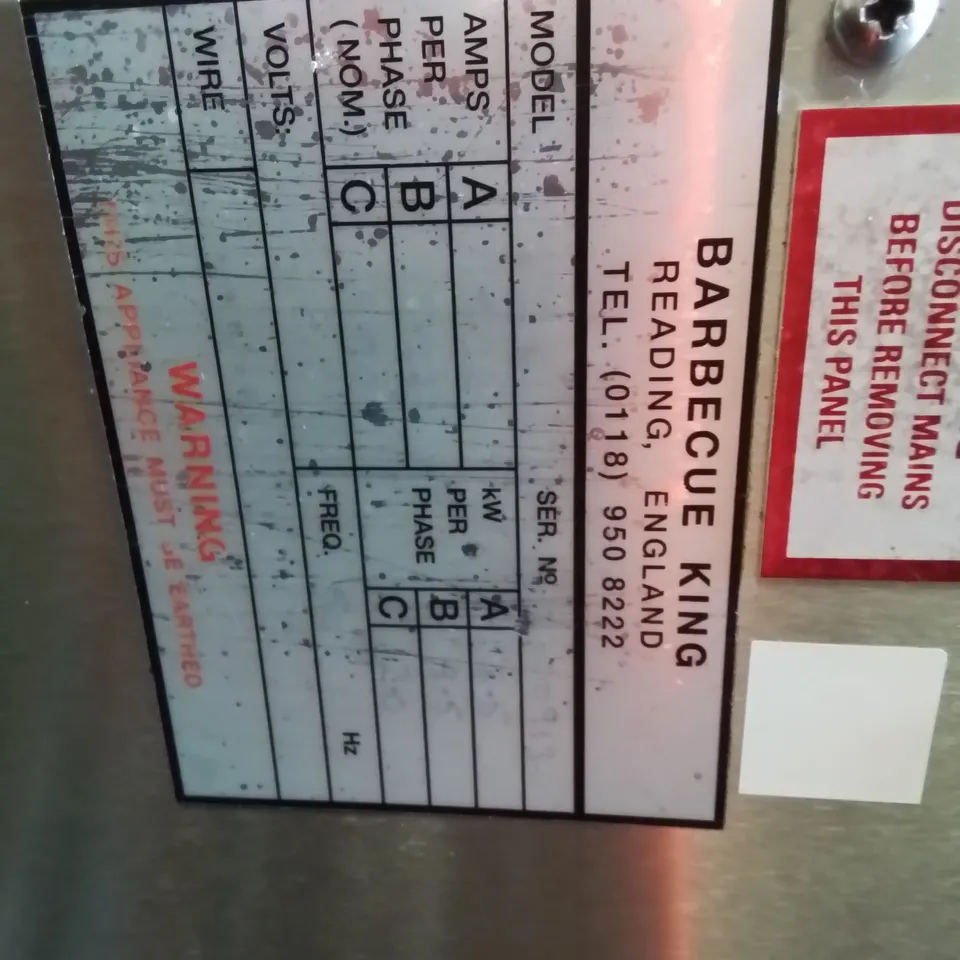 DISCONNECT MAINS
BEFORE REMOVING
THIS PANEL
BARBECUE KING
READING, ENGLAND
TEL. (0118) 950 8222
MODEL
SER. Nº
AMPS
PER
PHASE
(NOM.)
A
B
C
kW
PER
PHASE
A
B
C
VOLTS:
FREQ.
Hz
WIRE
WARNING
THIS APPLIANCE MUST BE EARTHED